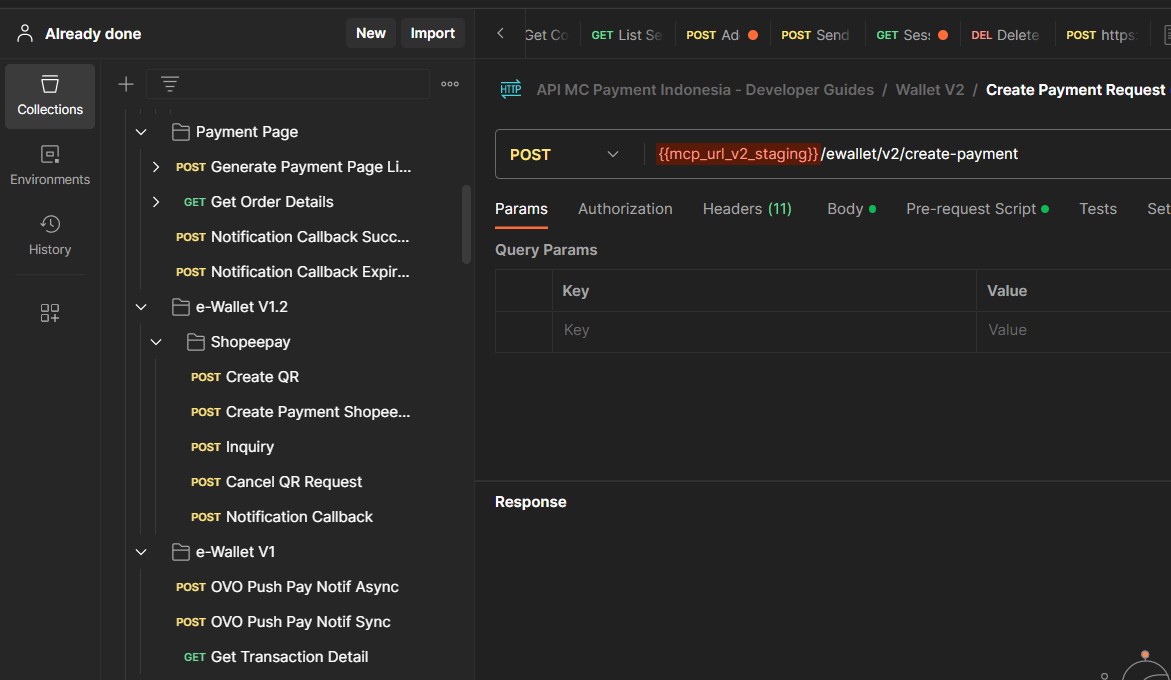 Already done
New
Import
Get Co
GET List Se
POST Ad
POST Send
GET Ses
DEL Delete
POST https:
Collections
Environments
History
Payment Page
POST Generate Payment Page Li...
GET Get Order Details
POST Notification Callback Succ...
POST Notification Callback Expir...
e-Wallet V1.2
Shopeepay
POST Create QR
POST Create Payment Shopee...
POST Inquiry
POST Cancel QR Request
POST Notification Callback
e-Wallet V1
POST OVO Push Pay Notif Async
POST OVO Push Pay Notif Sync
GET Get Transaction Detail
HTTP API MC Payment Indonesia - Developer Guides / Wallet V2 / Create Payment Request
POST {{mcp_url_v2_staging}}/ewallet/v2/create-payment
Params Authorization Headers (11) Body Pre-request Script Tests Set
Query Params
Key Value
Key Value
Response